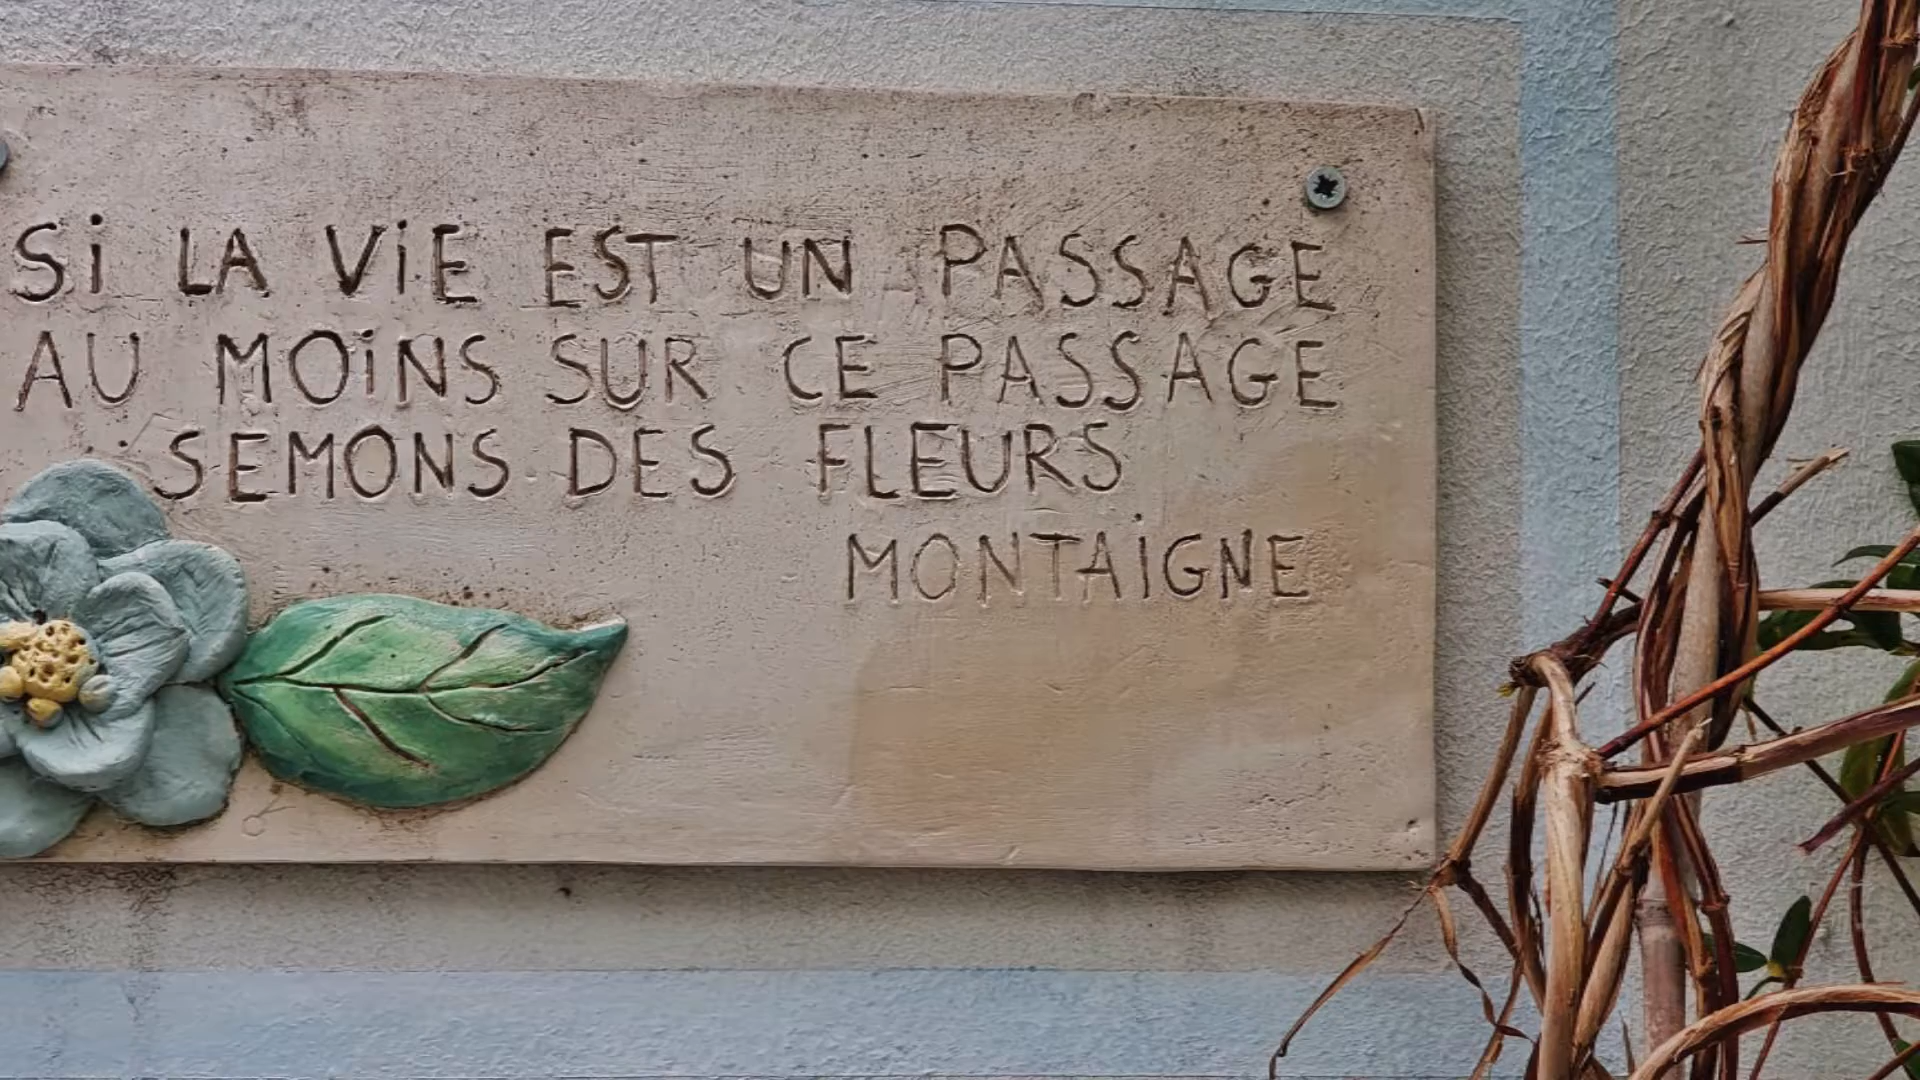 Si LA ViE EST UN PASSAGE
AU MOiNS SUR CE PASSAGE
SEMONS DES FLEURS
MONTAiGNE